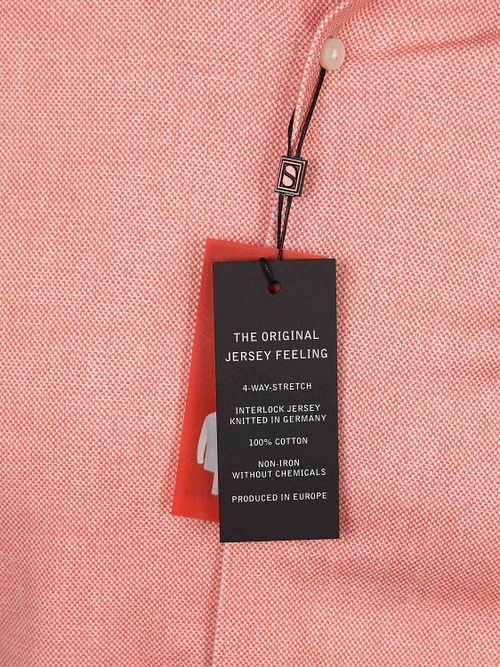 THE ORIGINAL
JERSEY FEELING
4-WAY-STRETCH
INTERLOCK JERSEY
KNITTED IN GERMANY
100% COTTON
NON-IRON
WITHOUT CHEMICALS
PRODUCED IN EUROPE